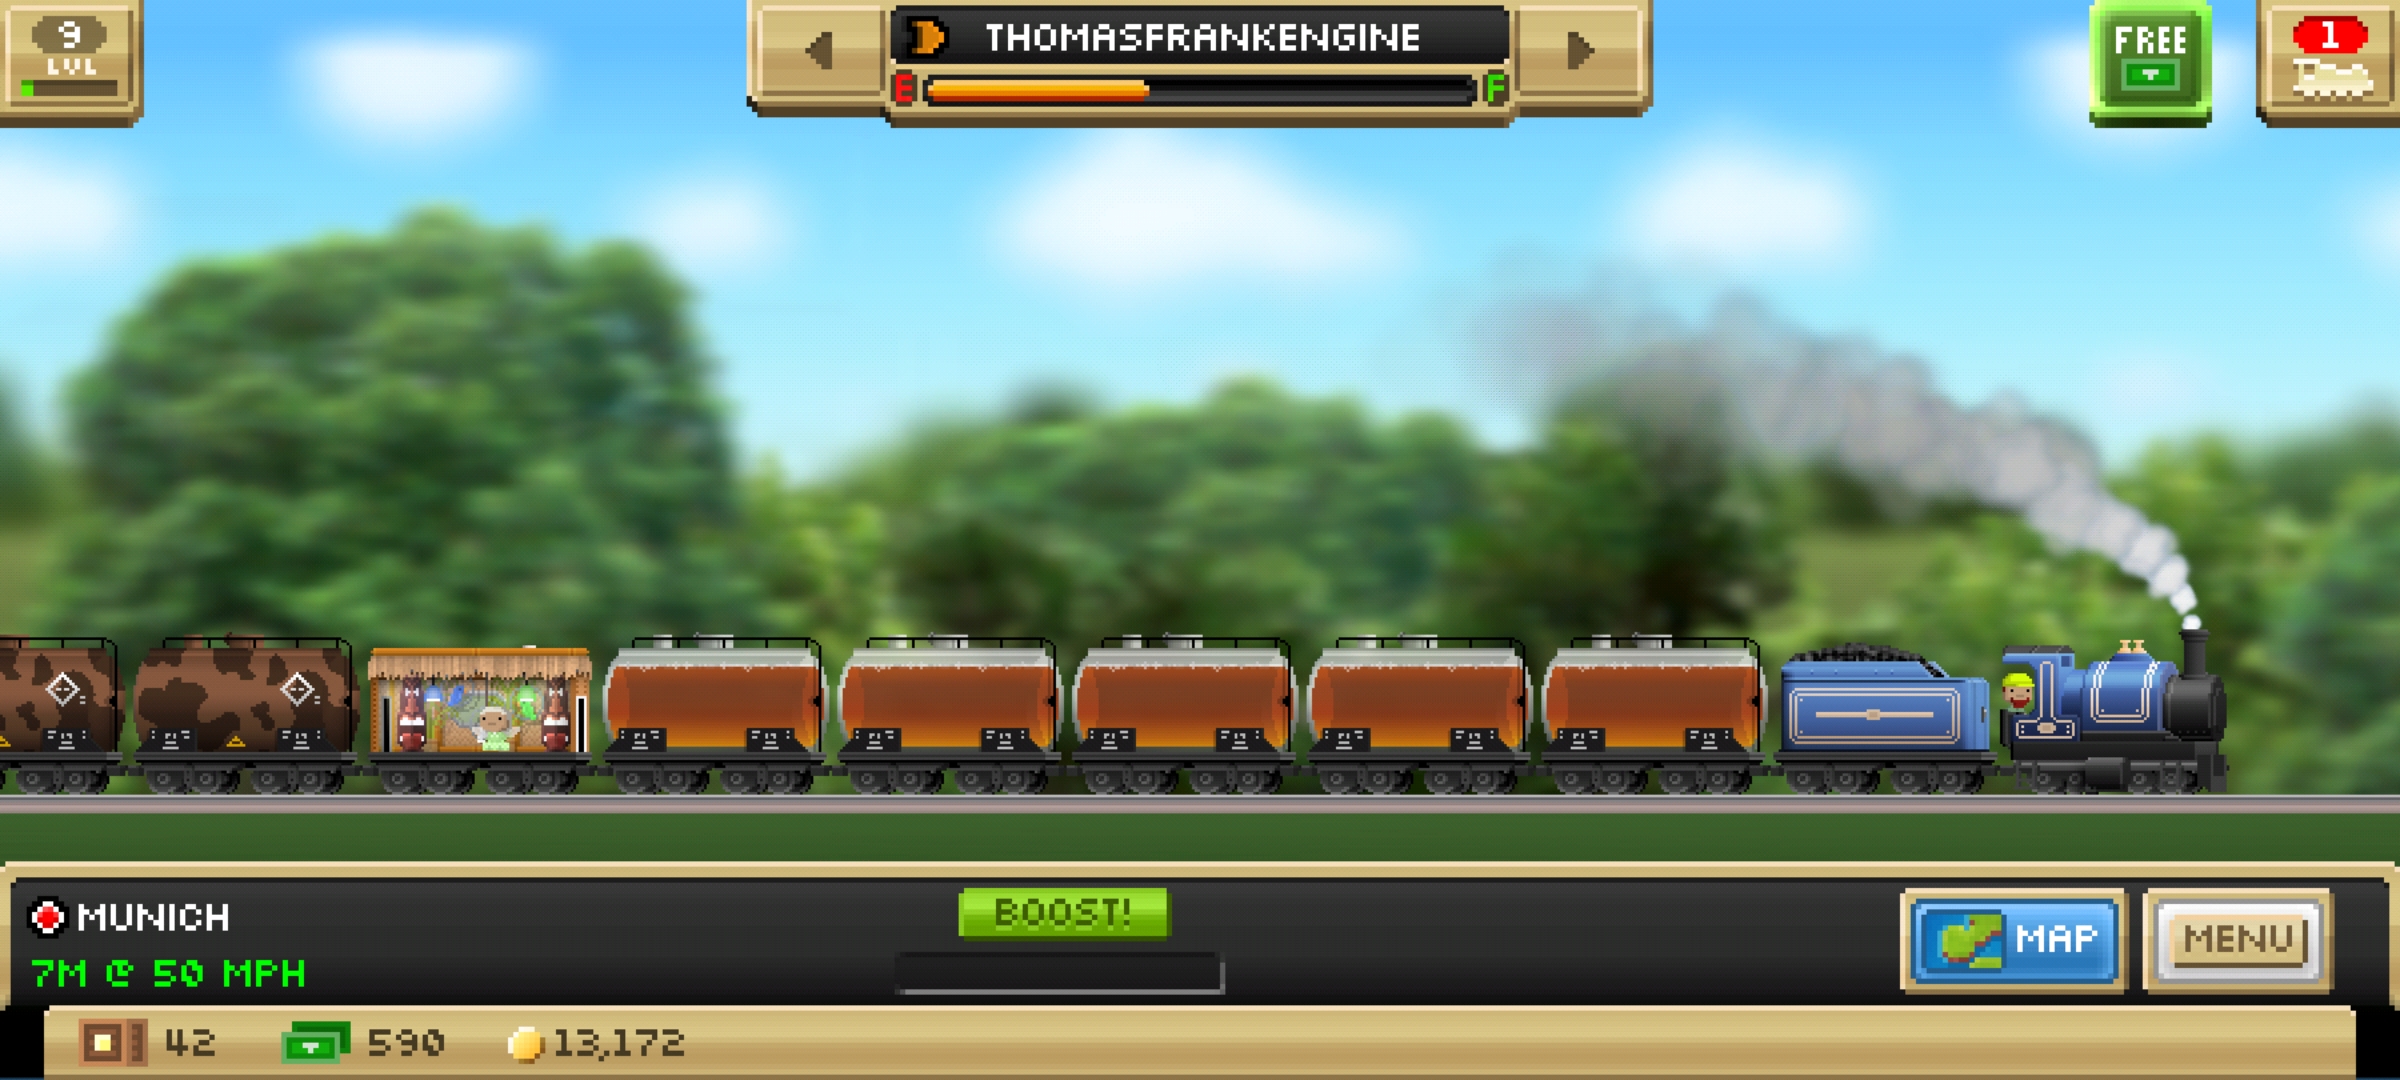 9
LVL
THOMASFRANKENGINE
E F
FREE
1
MUNICH
7M @ 50 MPH
BOOST!
MAP
MENU
42
590
13,172